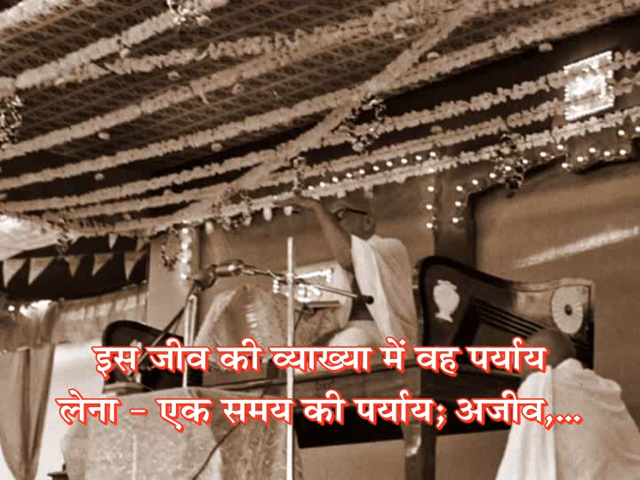 इस जीव की व्याख्या में वह पर्याय
लेना - एक समय की पर्याय; अजीव,...